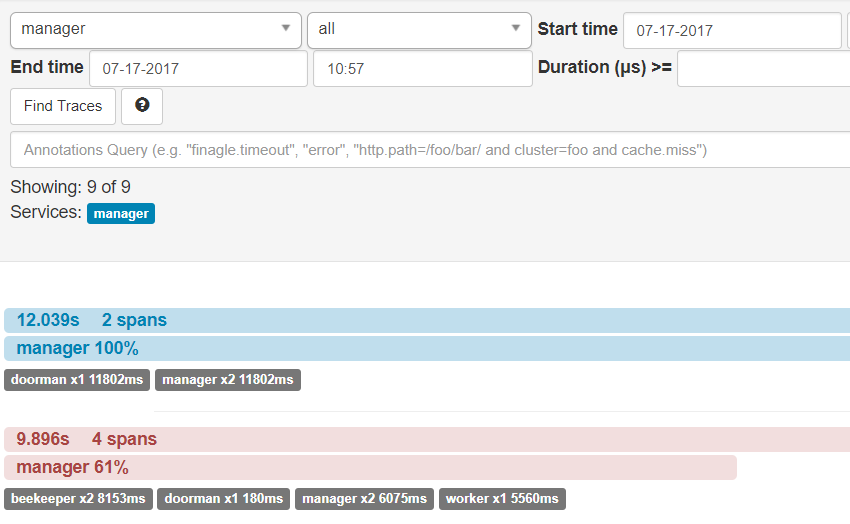 manager all Start time 07-17-2017
End time 07-17-2017 10:57 Duration (μs) >=
Find Traces ?
Annotations Query (e.g. "finagle.timeout", "error", "http.path=/foo/bar/ and cluster=foo and cache.miss")
Showing: 9 of 9
Services: manager
12.039s 2 spans
manager 100%
doorman x1 11802ms manager x2 11802ms
9.896s 4 spans
manager 61%
beekeeper x2 8153ms doorman x1 180ms manager x2 6075ms worker x1 5560ms